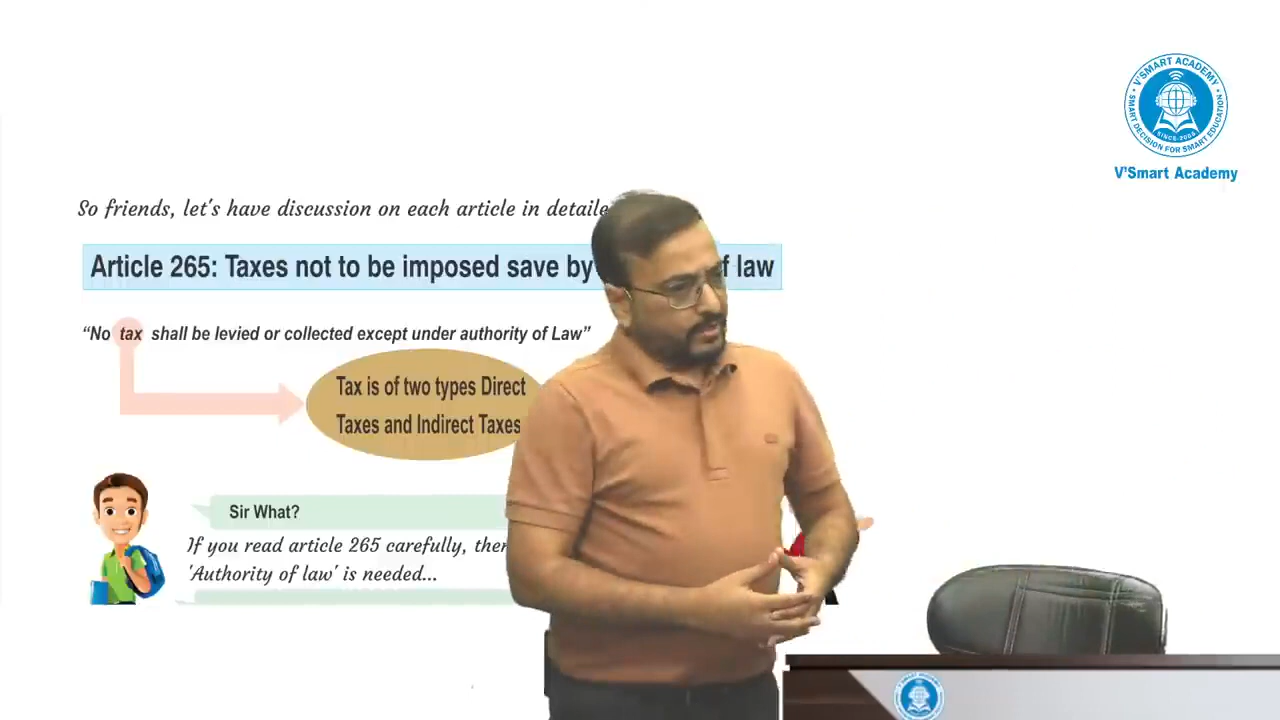 V'SMART ACADEMY
SMART DECISION FOR SMART EDUCATION
SINCE-2008
V'Smart Academy
So friends, let's have discussion on each article in detaile
Article 265: Taxes not to be imposed save by f law
“No tax shall be levied or collected except under authority of Law”
Tax is of two types Direct
Taxes and Indirect Taxes
Sir What?
If you read article 265 carefully, then
'Authority of law' is needed...